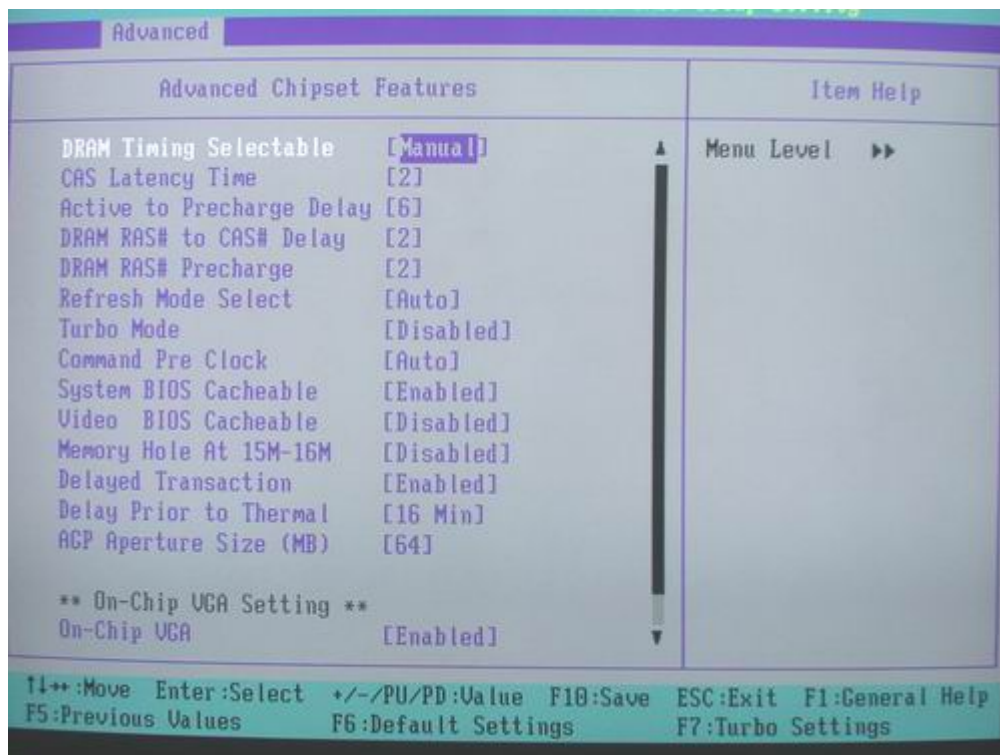 Advanced
Advanced Chipset Features
Item Help
DRAM Timing Selectable [Manual]
Menu Level ▶▶
CAS Latency Time [2]
Active to Precharge Delay [6]
DRAM RAS# to CAS# Delay [2]
DRAM RAS# Precharge [2]
Refresh Mode Select [Auto]
Turbo Mode [Disabled]
Command Pre Clock [Auto]
System BIOS Cacheable [Enabled]
Video BIOS Cacheable [Disabled]
Memory Hole At 15M-16M [Disabled]
Delayed Transaction [Enabled]
Delay Prior to Thermal [16 Min]
AGP Aperture Size (MB) [64]
** On-Chip VGA Setting **
On-Chip VGA [Enabled]
↑↓→←:Move Enter:Select +/-/PU/PD:Value F10:Save ESC:Exit F1:General Help
F5:Previous Values F6:Default Settings F7:Turbo Settings